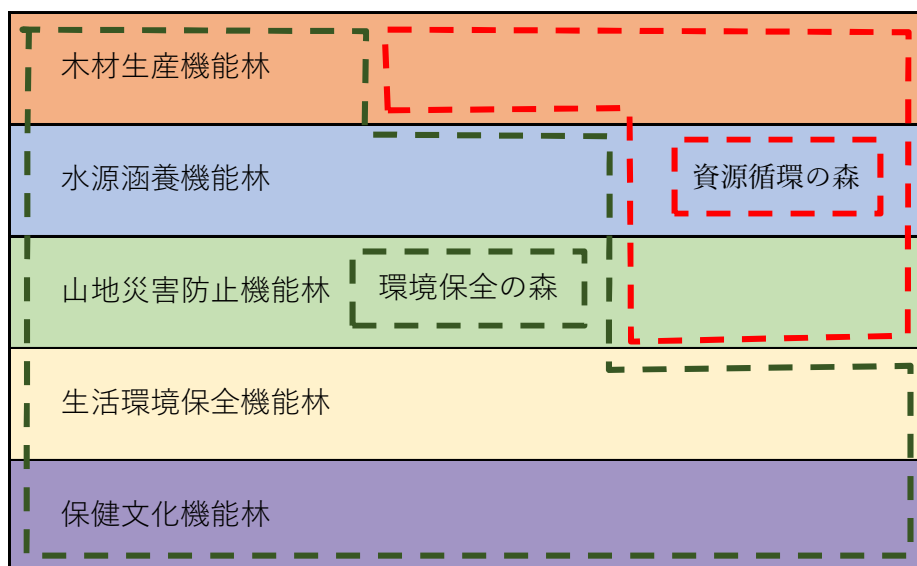 木材生産機能林
水源涵養機能林
資源循環の森
山地災害防止機能林
環境保全の森
生活環境保全機能林
保健文化機能林